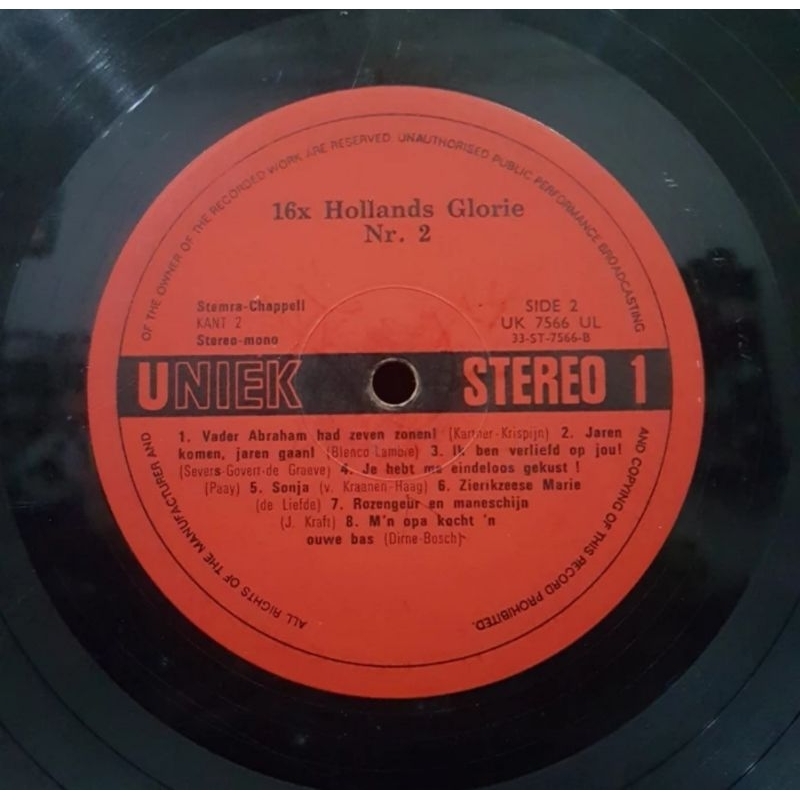 ALL RIGHTS OF THE MANUFACTURER AND OF THE OWNER OF THE RECORDED WORK ARE RESERVED. UNAUTHORISED PUBLIC PERFORMANCE BROADCASTING AND COPYING OF THIS RECORD PROHIBITED.
16x Hollands Glorie
Nr. 2
Stemra-Chappell
KANT 2
Stereo-mono
SIDE 2
UK 7566 UL
33-ST-7566-B
UNIEK STEREO 1
1. Vader Abraham had zeven zonen! (Kartner-Krispijn) 2. Jaren
komen, jaren gaan! (Blenco-Lambie) 3. Ik ben verliefd op jou!
(Severs-Govert-de Graeve) 4. Je hebt me eindeloos gekust !
(Paay) 5. Sonja (v. Kraanen-Haag) 6. Zierikzeese Marie
(de Liefde) 7. Rozengeur en maneschijn
(J. Kraft) 8. M'n opa kocht 'n
ouwe bas (Dirne-Bosch)